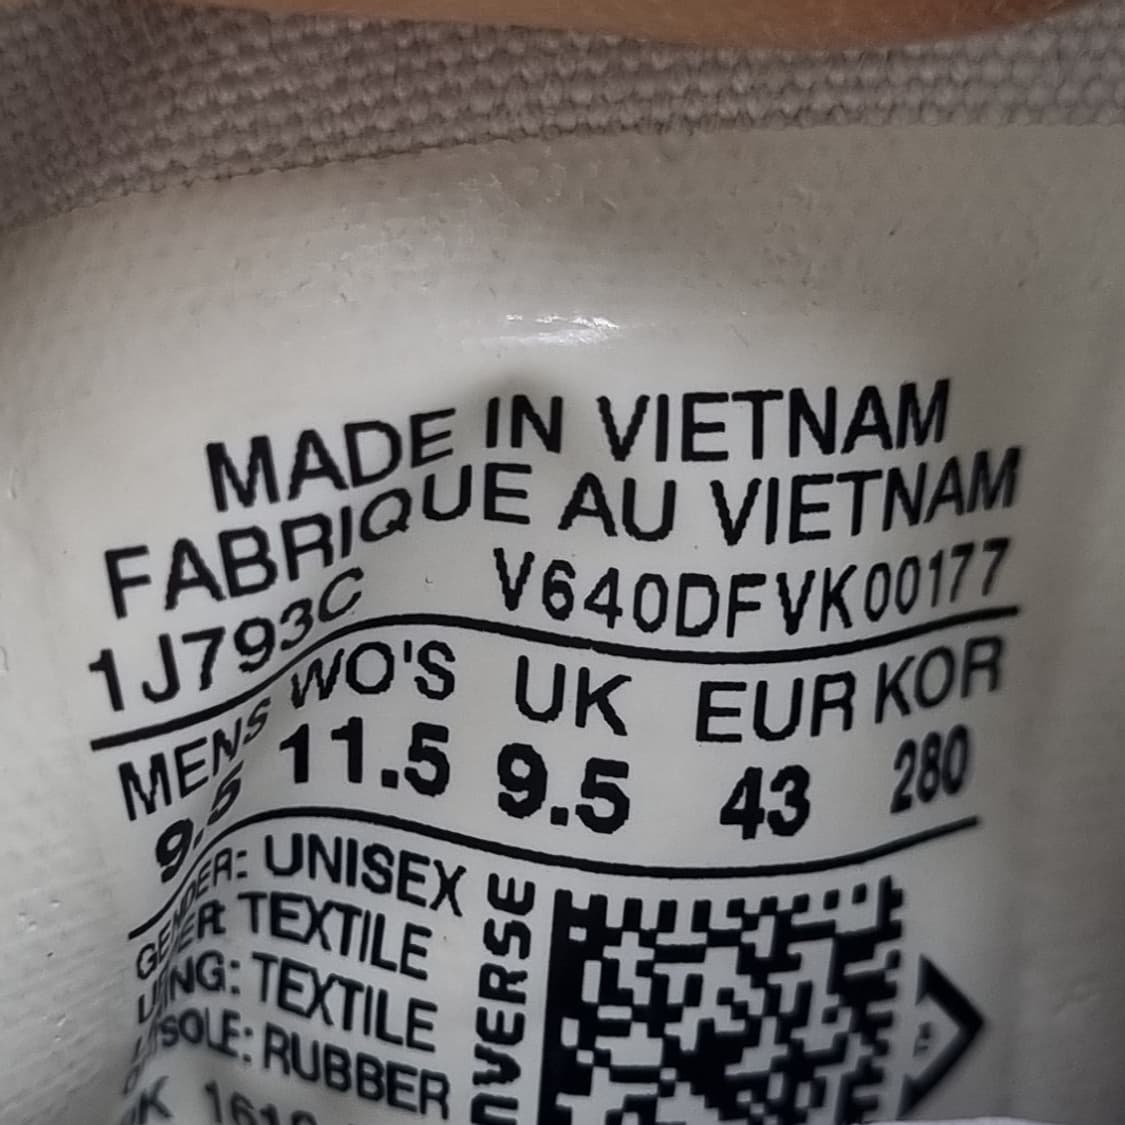 MADE IN VIETNAM
FABRIQUE AU VIETNAM
1J793C V640DFVK00177
MENS WO'S UK EUR KOR
9.5 11.5 9.5 43 280
GENDER: UNISEX
TEXTILE
TEXTILE
RUBBER